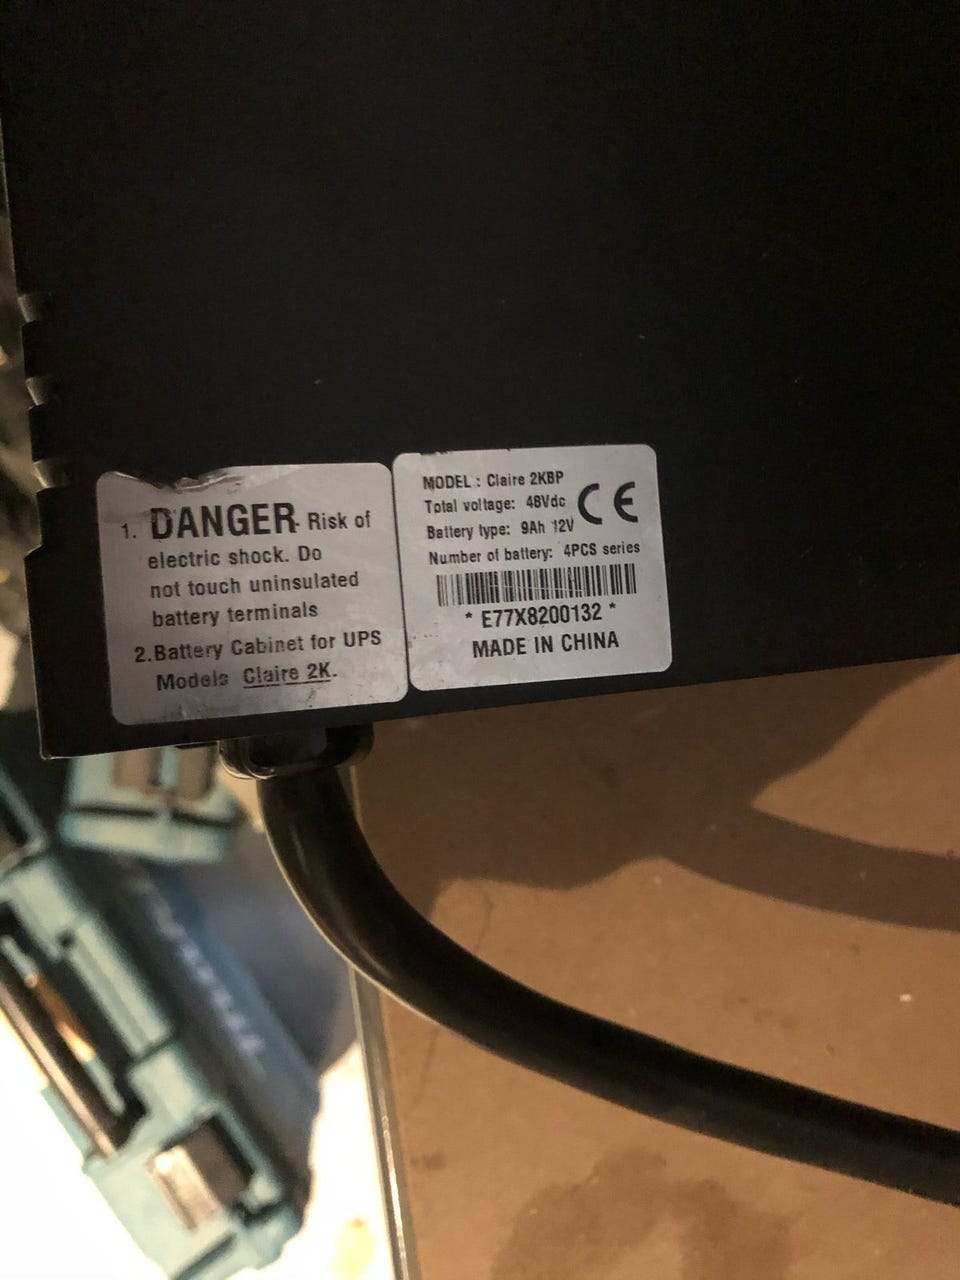 1. DANGER- Risk of
electric shock. Do
not touch uninsulated
battery terminals
2.Battery Cabinet for UPS
Models Claire 2K.
MODEL : Claire 2KBP
Total voltage: 48Vdc
Battery type: 9Ah 12V
Number of battery: 4PCS series
CE
* E77X8200132 *
MADE IN CHINA